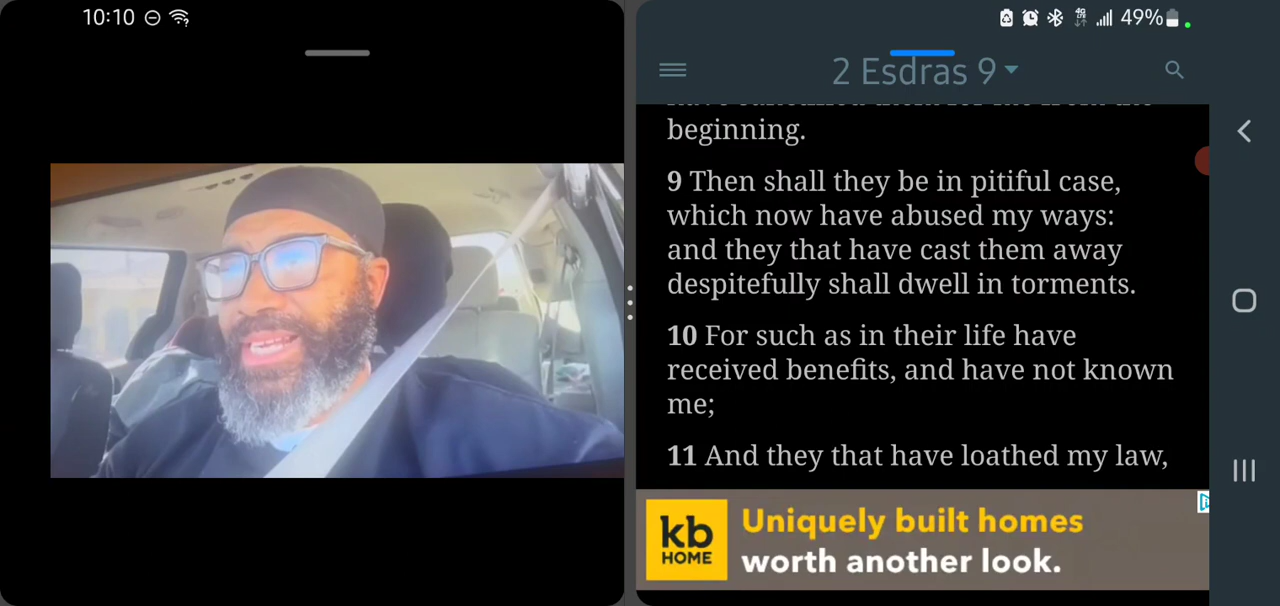 10:10
49%
2 Esdras 9
beginning.
9 Then shall they be in pitiful case,
which now have abused my ways:
and they that have cast them away
despitefully shall dwell in torments.
10 For such as in their life have
received benefits, and have not known
me;
11 And they that have loathed my law,
kb
HOME
Uniquely built homes
worth another look.